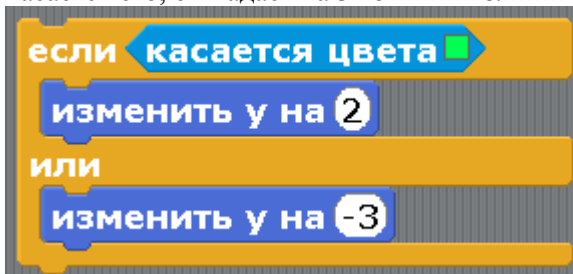 если касается цвета
изменить y на 2
или
изменить y на -3